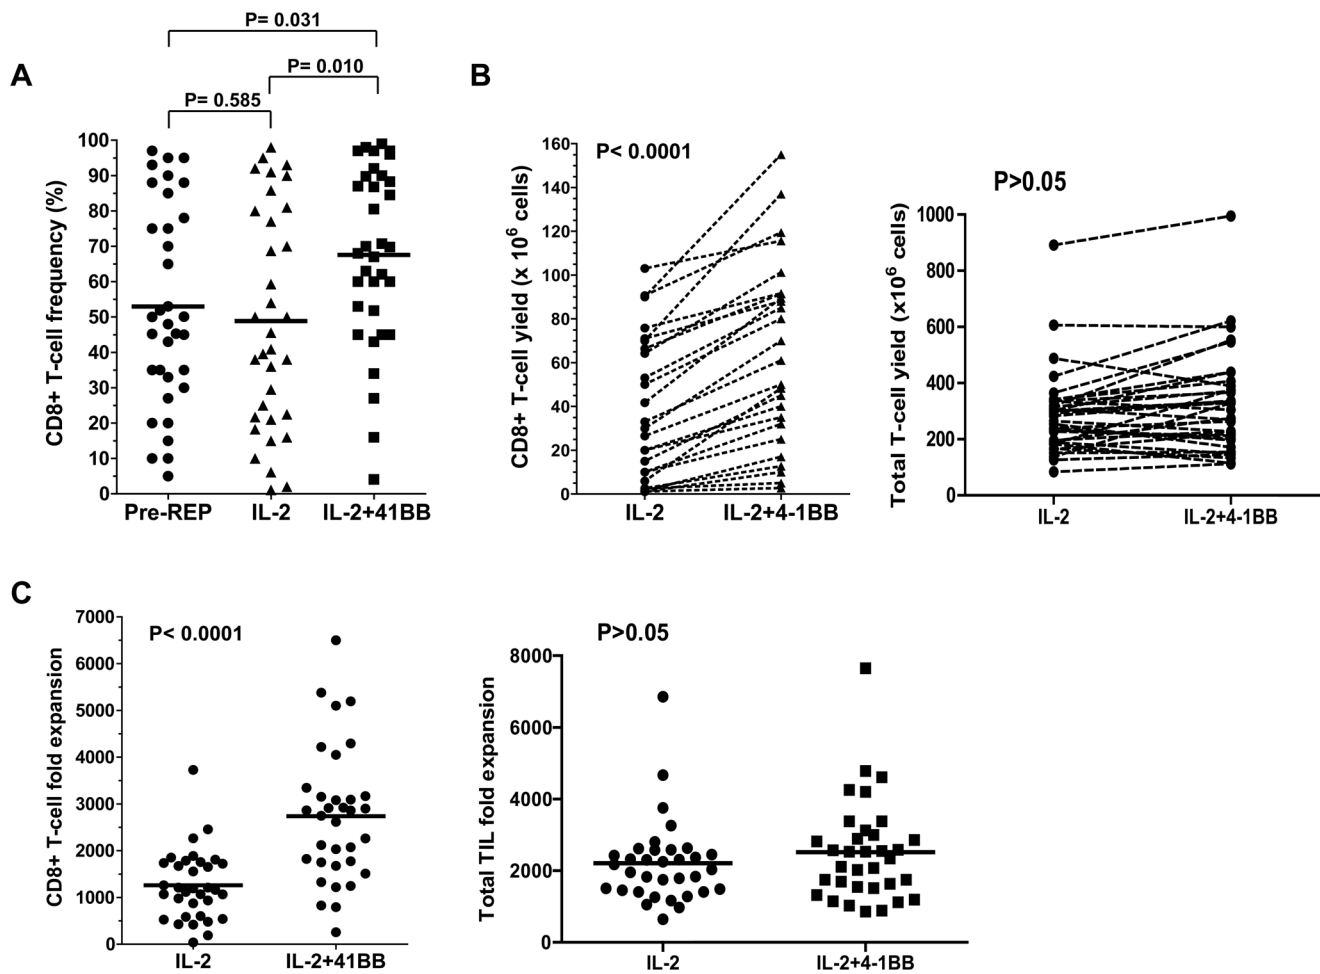 P= 0.031
A
P= 0.010
B
P= 0.585
CD8+ T-cell frequency (%)
100
90
80
70
60
50
40
30
20
10
0
Pre-REP IL-2 IL-2+41BB
P< 0.0001
CD8+ T-cell yield (x 10⁶ cells)
160
140
120
100
80
60
40
20
0
IL-2 IL-2+4-1BB
P>0.05
Total T-cell yield (x10⁶ cells)
1000
800
600
400
200
0
IL-2 IL-2+4-1BB
C
P< 0.0001
CD8+ T-cell fold expansion
7000
6000
5000
4000
3000
2000
1000
0
IL-2 IL-2+41BB
P>0.05
Total TIL fold expansion
8000
6000
4000
2000
0
IL-2 IL-2+4-1BB